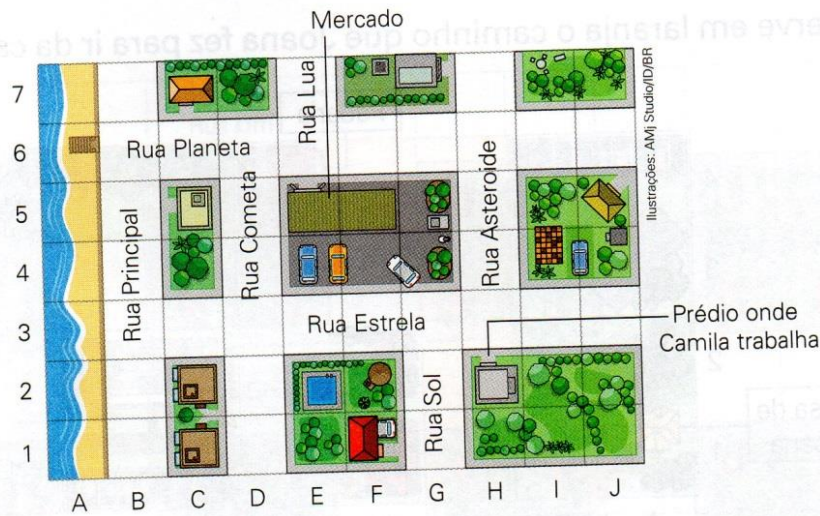 Mercado
7
6
5
4
3
2
1
Rua Lua
Rua Planeta
Rua Principal
Rua Cometa
Rua Asteroide
Rua Estrela
Rua Sol
Prédio onde
Camila trabalha
Ilustrações: AMj Studio/ID/BR
A B C D E F G H I J